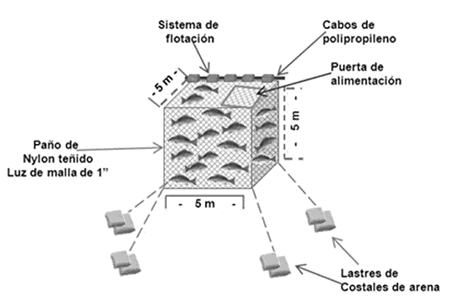 Sistema de
flotación
Cabos de
polipropileno
Puerta de
alimentación
- 5 m -
- 5 m -
Paño de
Nylon teñido
Luz de malla de 1”
- 5 m -
Lastres de
Costales de arena